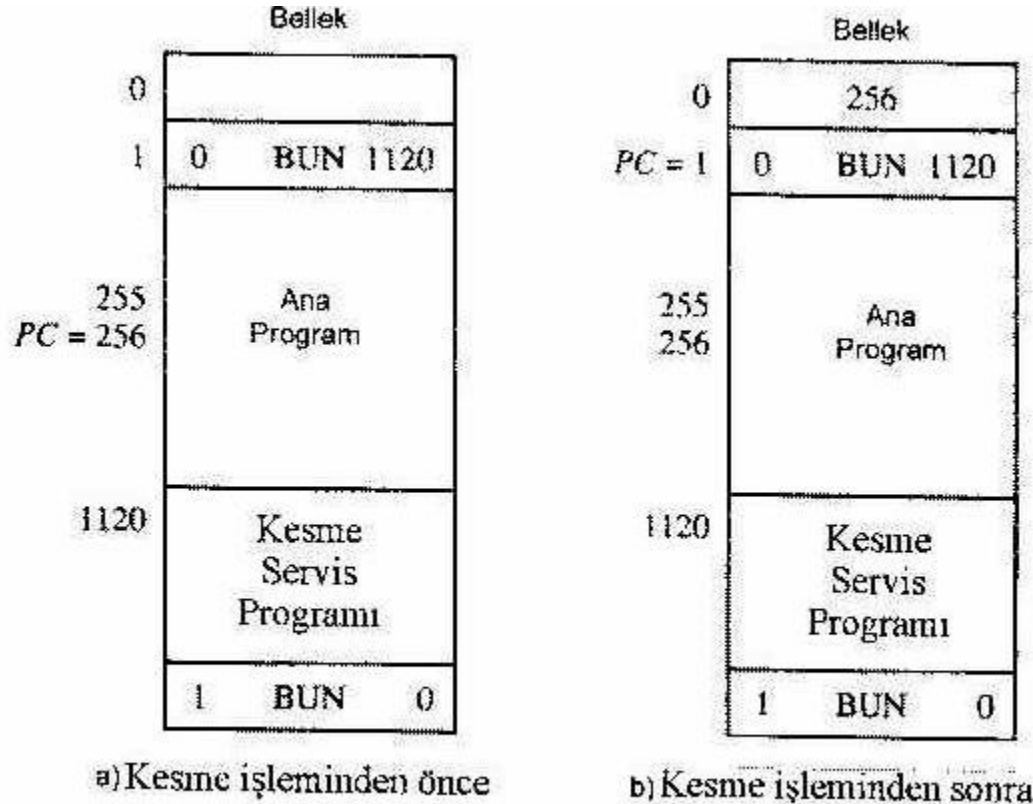 Bellek
0
1 0 BUN 1120
255 Ana
PC = 256 Program
1120 Kesme
Servis
Programı
1 BUN 0
a) Kesme işleminden önce
Bellek
0 256
PC = 1 0 BUN 1120
255 Ana
256 Program
1120 Kesme
Servis
Programı
1 BUN 0
b) Kesme işleminden sonra